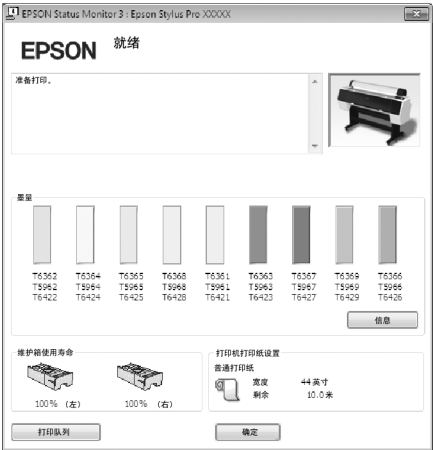 EPSON Status Monitor 3 : Epson Stylus Pro XXXXX
EPSON
就绪
准备打印。
墨量
T6362 T6364 T6365 T6368 T6361 T6363 T6367 T6369 T6366
T5962 T5964 T5965 T5968 T5961 T5963 T5967 T5969 T5966
T6422 T6424 T6425 T6428 T6421 T6423 T6427 T6429 T6426
信息
维护箱使用寿命
100% (左) 100% (右)
打印机打印纸设置
普通打印纸
宽度 44 英寸
剩余 10.0 米
打印队列
确定